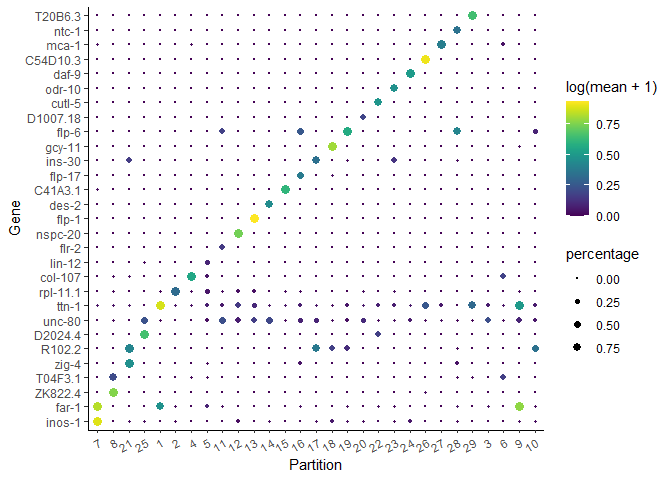 T20B6.3
ntc-1
mca-1
C54D10.3
daf-9
odr-10
cutl-5
D1007.18
flp-6
gcy-11
ins-30
flp-17
C41A3.1
des-2
flp-1
nspc-20
flr-2
lin-12
col-107
rpl-11.1
ttn-1
unc-80
D2024.4
R102.2
zig-4
T04F3.1
ZK822.4
far-1
inos-1
Gene
7 8 21 25 1 2 4 5 11 12 13 14 15 16 17 18 19 20 22 23 24 26 27 28 29 3 6 9 10
Partition
log(mean + 1)
0.75
0.50
0.25
0.00
percentage
0.00
0.25
0.50
0.75